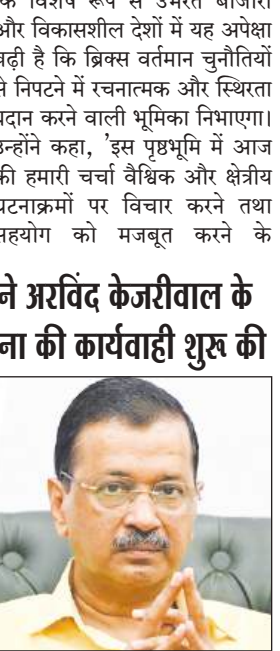 विशेष रूप से उभरते बाजारों
और विकासशील देशों में यह अपेक्षा
बढ़ी है कि ब्रिक्स वर्तमान चुनौतियों
से निपटने में रचनात्मक और स्थिरता
प्रदान करने वाली भूमिका निभाएगा।
उन्होंने कहा, 'इस पृष्ठभूमि में आज
की हमारी चर्चा वैश्विक और क्षेत्रीय
घटनाक्रमों पर विचार करने तथा
सहयोग को मजबूत करने के
ने अरविंद केजरीवाल के
ना की कार्यवाही शुरू की